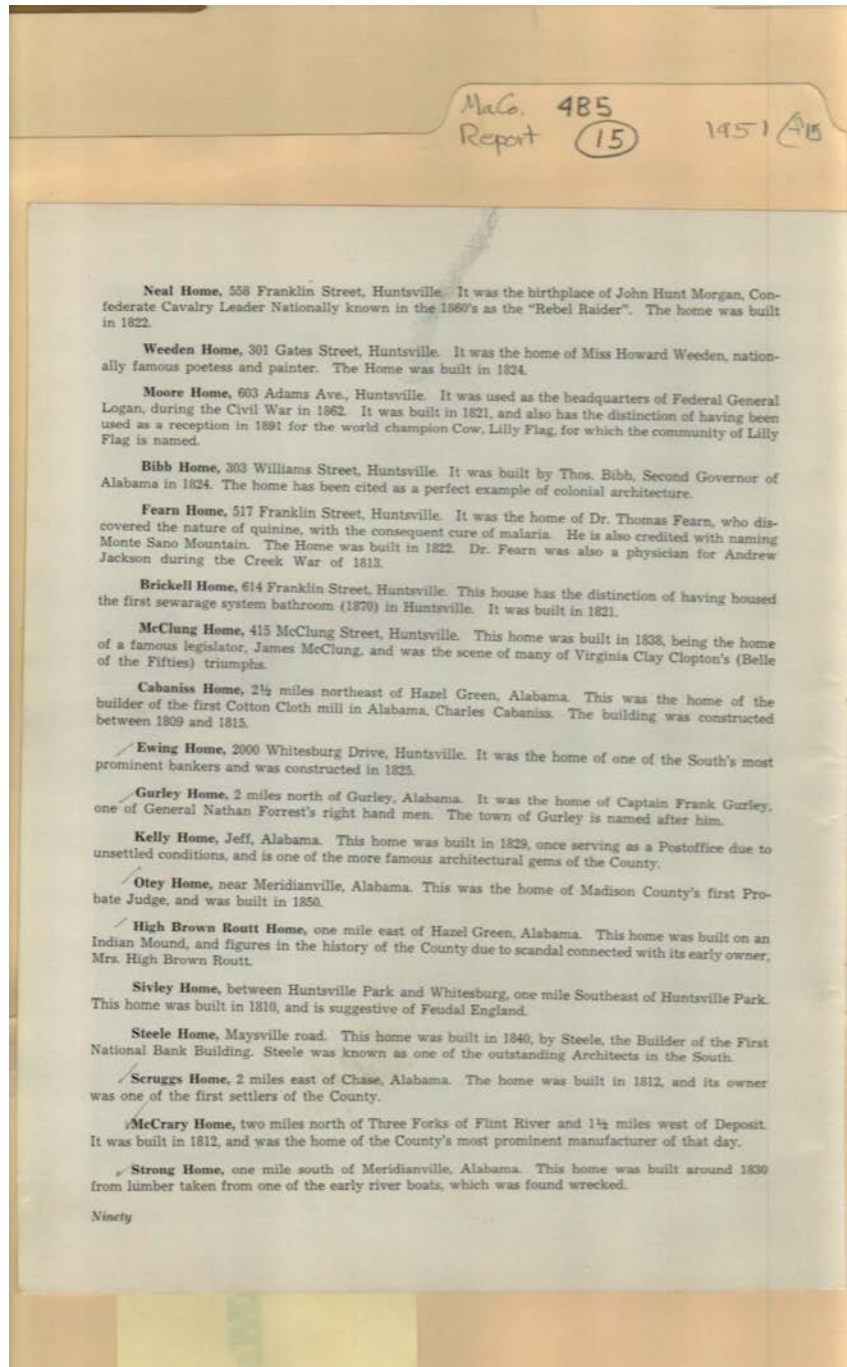 MaCo. 485
Report 15 1951
Neal Home, 558 Franklin Street, Huntsville. It was the birthplace of John Hunt Morgan, Con-
federate Cavalry Leader Nationally known in the 1860's as the "Rebel Raider". The home was built
in 1822.
Weeden Home, 301 Gates Street, Huntsville. It was the home of Miss Howard Weeden, nation-
ally famous poetess and painter. The Home was built in 1824.
Moore Home, 603 Adams Ave., Huntsville. It was used as the headquarters of Federal General
Logan, during the Civil War in 1862. It was built in 1821, and also has the distinction of having been
used as a reception in 1891 for the world champion Cow, Lilly Flag, for which the community of Lilly
Flag is named.
Bibb Home, 303 Williams Street, Huntsville. It was built by Thos. Bibb, Second Governor of
Alabama in 1824. The home has been cited as a perfect example of colonial architecture.
Fearn Home, 517 Franklin Street, Huntsville. It was the home of Dr. Thomas Fearn, who dis-
covered the nature of quinine, with the consequent cure of malaria. He is also credited with naming
Monte Sano Mountain. The Home was built in 1822. Dr. Fearn was also a physician for Andrew
Jackson during the Creek War of 1813.
Brickell Home, 614 Franklin Street, Huntsville. This house has the distinction of having housed
the first sewarage system bathroom (1870) in Huntsville. It was built in 1821.
McClung Home, 415 McClung Street, Huntsville. This home was built in 1838, being the home
of a famous legislator, James McClung, and was the scene of many of Virginia Clay Clopton's (Belle
of the Fifties) triumphs.
Cabaniss Home, 2½ miles northeast of Hazel Green, Alabama. This was the home of the
builder of the first Cotton Cloth mill in Alabama, Charles Cabaniss. The building was constructed
between 1809 and 1815.
Ewing Home, 2000 Whitesburg Drive, Huntsville. It was the home of one of the South's most
prominent bankers and was constructed in 1825.
Gurley Home, 2 miles north of Gurley, Alabama. It was the home of Captain Frank Gurley,
one of General Nathan Forrest's right hand men. The town of Gurley is named after him.
Kelly Home, Jeff, Alabama. This home was built in 1829, once serving as a Postoffice due to
unsettled conditions, and is one of the more famous architectural gems of the County.
Otey Home, near Meridianville, Alabama. This was the home of Madison County's first Pro-
bate Judge, and was built in 1850.
High Brown Routt Home, one mile east of Hazel Green, Alabama. This home was built on an
Indian Mound, and figures in the history of the County due to scandal connected with its early owner,
Mrs. High Brown Routt.
Sivley Home, between Huntsville Park and Whitesburg, one mile Southeast of Huntsville Park.
This home was built in 1810, and is suggestive of Feudal England.
Steele Home, Maysville road. This home was built in 1840, by Steele, the Builder of the First
National Bank Building. Steele was known as one of the outstanding Architects in the South.
Scruggs Home, 2 miles east of Chase, Alabama. The home was built in 1812, and its owner
was one of the first settlers of the County.
McCrary Home, two miles north of Three Forks of Flint River and 1½ miles west of Deposit.
It was built in 1812, and was the home of the County's most prominent manufacturer of that day.
Strong Home, one mile south of Meridianville, Alabama. This home was built around 1830
from lumber taken from one of the early river boats, which was found wrecked.
Ninety